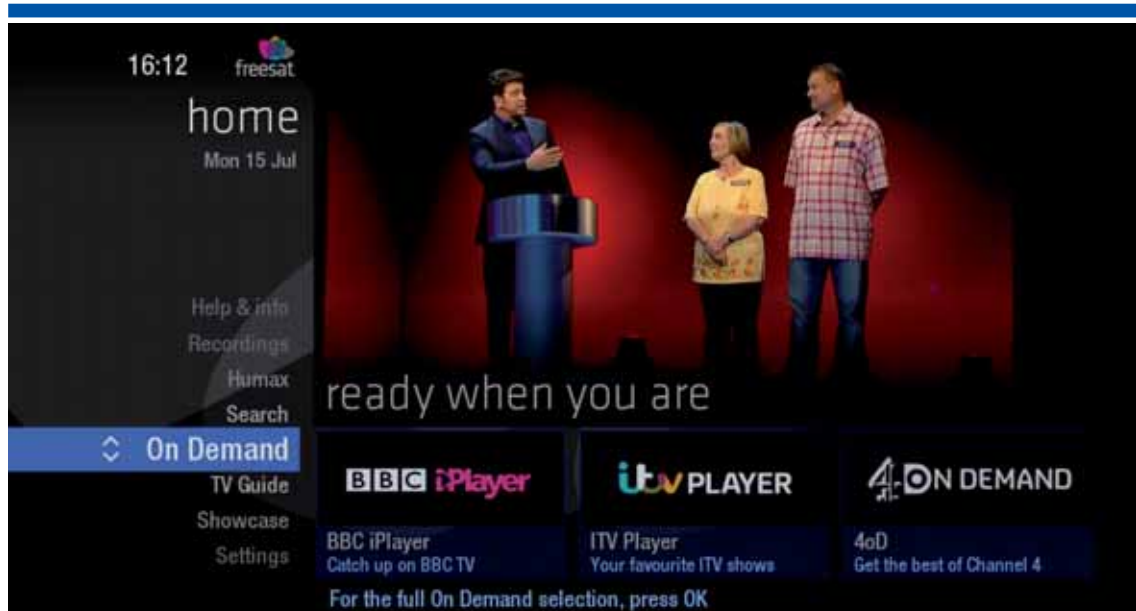 16:12
freesat
home
Mon 15 Jul
Help & info
Recordings
Humax
Search
On Demand
TV Guide
Showcase
Settings
ready when you are
BBC iPlayer
itv PLAYER
4oN DEMAND
BBC iPlayer
Catch up on BBC TV
ITV Player
Your favourite ITV shows
4oD
Get the best of Channel 4
For the full On Demand selection, press OK